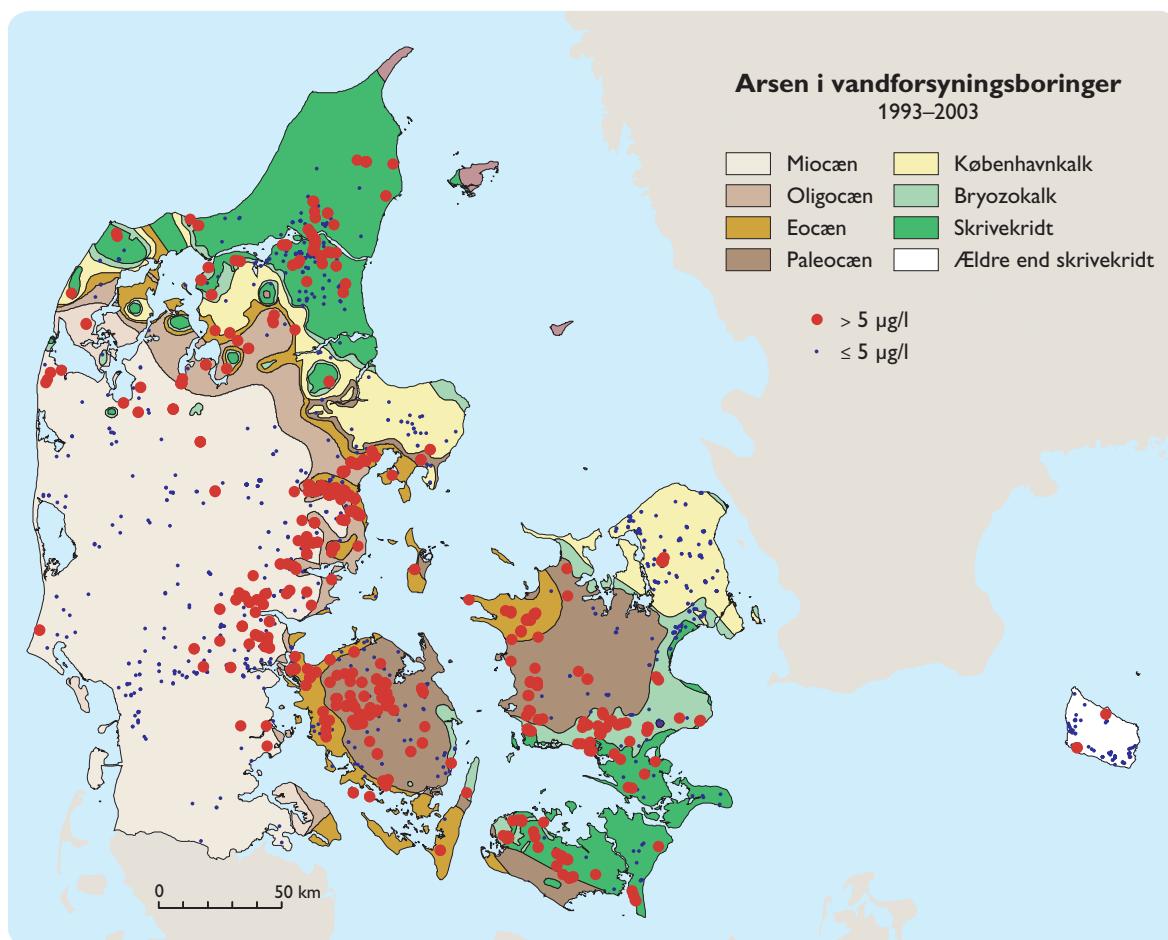 Arsen i vandforsyningsboringer
1993–2003
Miocæn
Oligocæn
Eocæn
Paleocæn
Københavnkalk
Bryozokalk
Skrivekridt
Ældre end skrivekridt
> 5 µg/l
≤ 5 µg/l
0 50 km